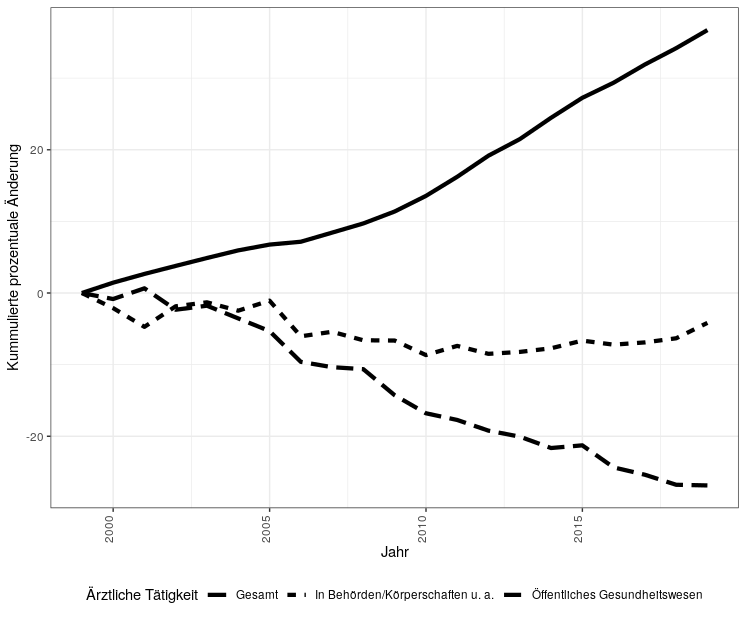 Kummulierte prozentuale Änderung
20
0
-20
2000
2005
2010
2015
Jahr
Ärztliche Tätigkeit Gesamt In Behörden/Körperschaften u. a. Öffentliches Gesundheitswesen